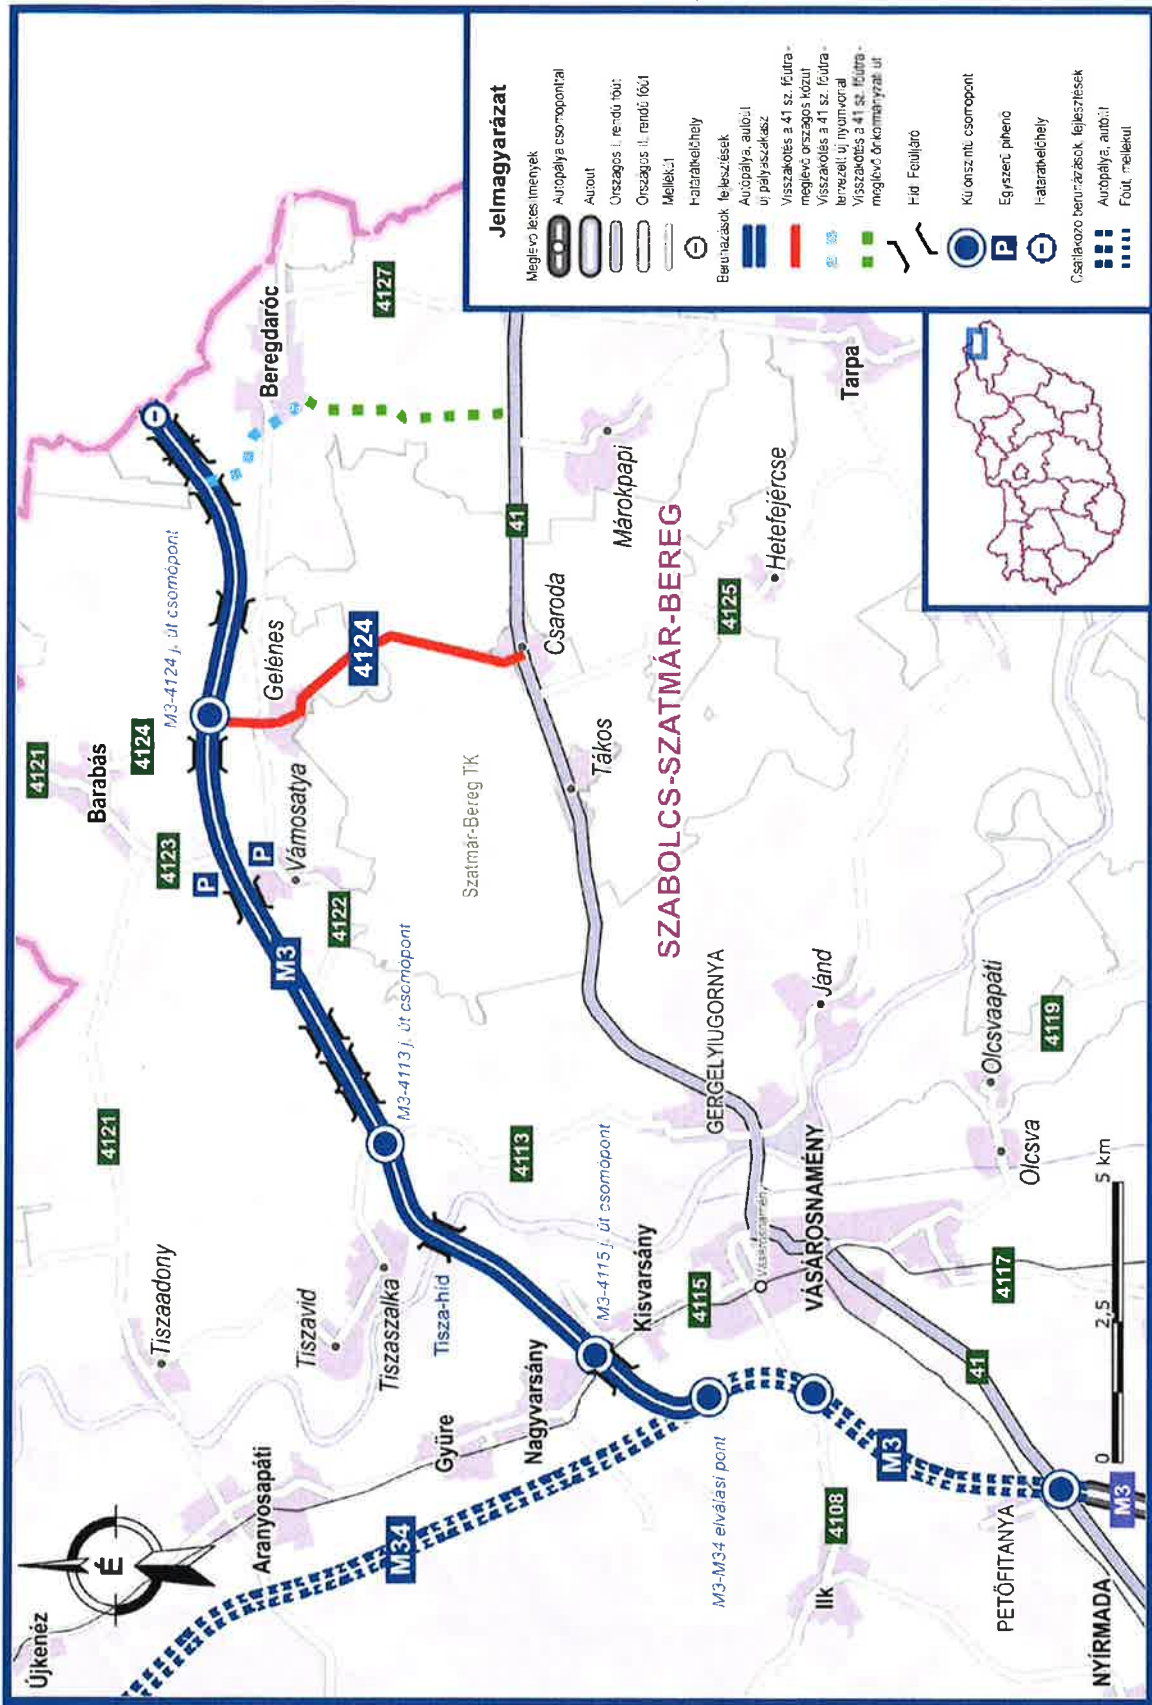 Újkenéz
É
Aranyosapáti
M34
Tiszaadony
4121
Barabás
4121
4124
4123
M3-4124 j. út csomópont
P
P
Vámosatya
4122
M3
Gelénes
4124
Beregdaróc
4127
M3-4113 j. út csomópont
4113
Tiszavid
Tiszaszalka
Tisza-híd
Gyüre
Nagyvarsány
Kisvarsány
M3-4115 j. út csomópont
4115
M3-M34 elválási pont
Szatmár-Bereg TK
41
Csaroda
Tákos
Márokpapi
Tarpa
Hetefejércse
4125
SZABOLCS-SZATMÁR-BEREG
GERGELYIUGORNYA
Jánd
Vásárosnamény
VÁSÁROSNAMÉNY
Olcsvaapáti
4119
Olcsva
4117
41
M3
4108
Ilk
PETŐFITANYA
M3
NYÍRMADA
0
2,5
5 km
Jelmagyarázat
Meglévő létesítmények
Autópálya csomóponttal
Autóút
Országos I. rendű főút
Országos II. rendű főút
Mellékút
Határátkelőhely
Beruházások, fejlesztések
Autópálya, autóút
új pályaszakasz
Visszakötés a 41 sz. főútra -
meglévő országos közút
Visszakötés a 41 sz. főútra -
tervezett új nyomvonal
Visszakötés a 41 sz. főútra -
meglévő önkormányzati út
Híd Felüljáró
Különszintű csomópont
P
Egyszerű pihenő
Határátkelőhely
Csatlakozó beruházások, fejlesztések
Autópálya, autóút
Főút, mellékút